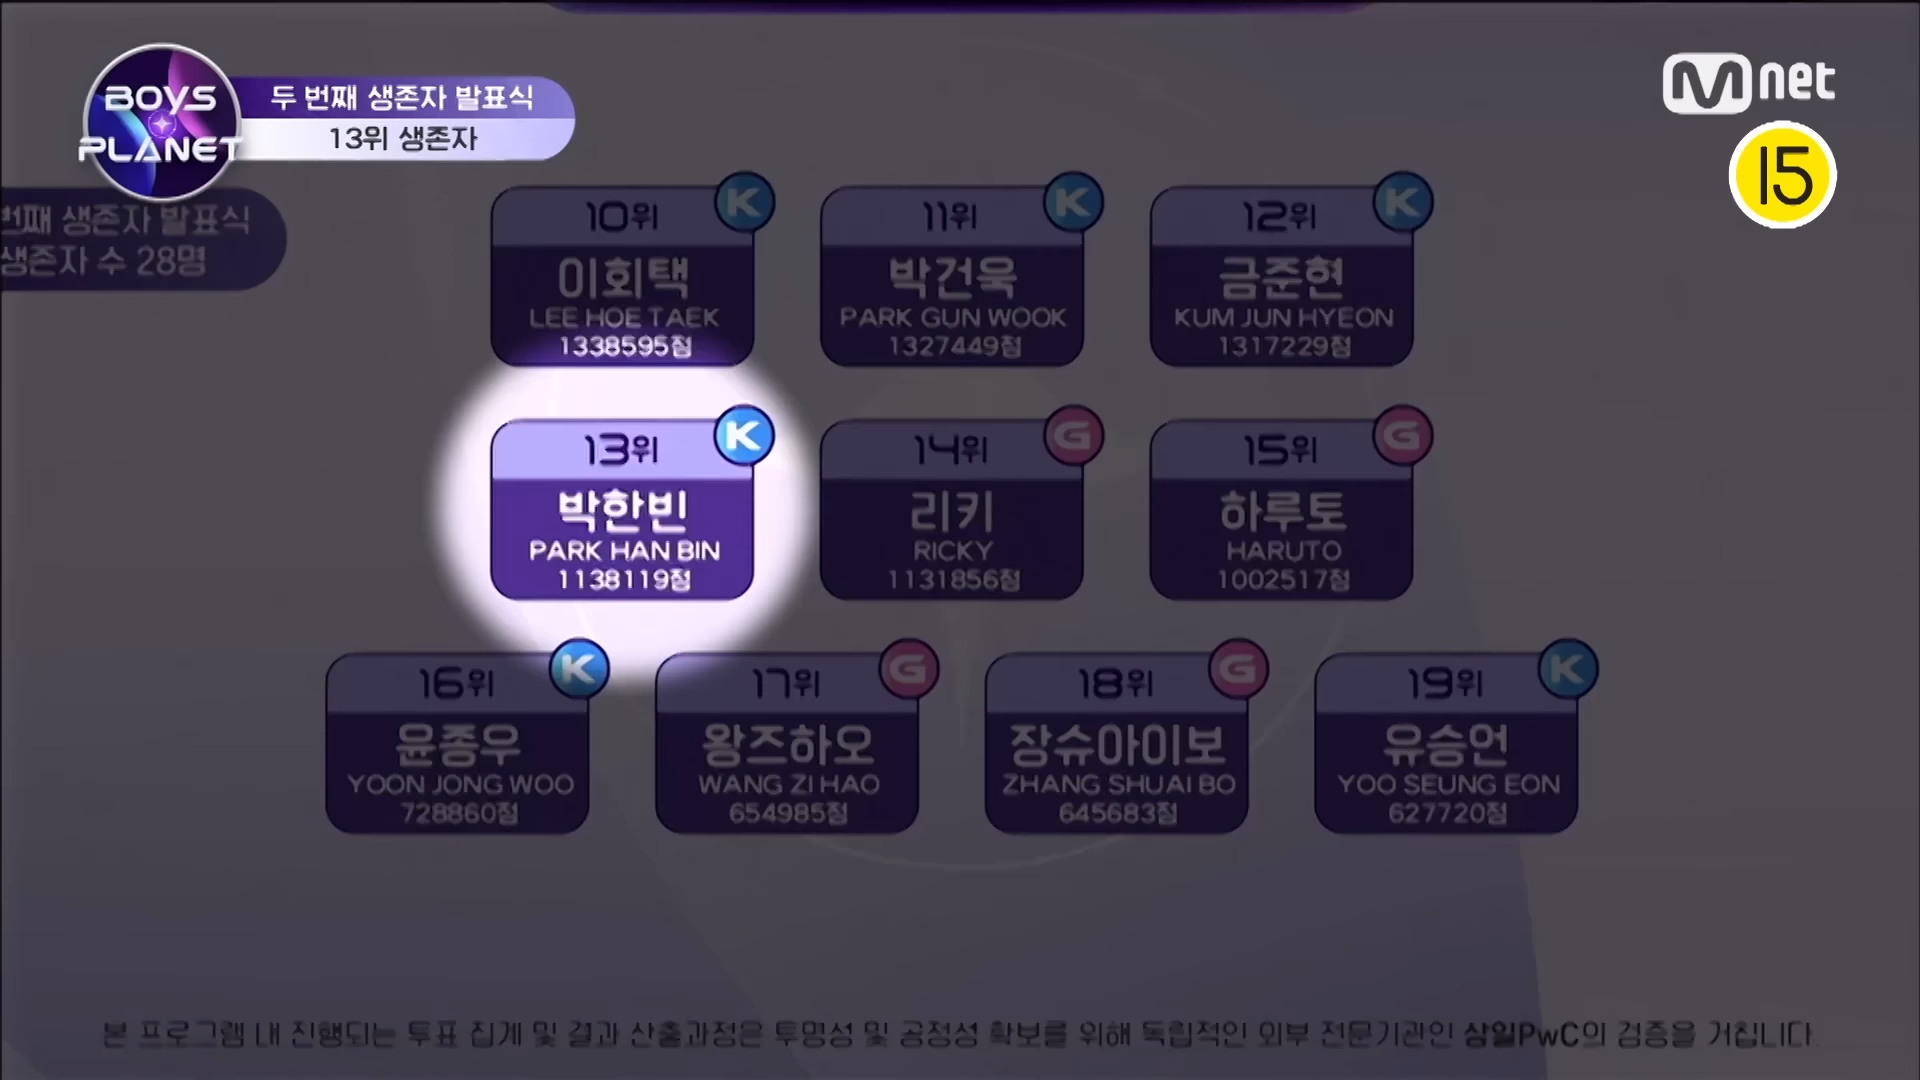 BOYS PLANET
두 번째 생존자 발표식
13위 생존자
Mnet
15
번째 생존자 발표식
생존자 수 28명
10위 K
이회택
LEE HOE TAEK
1338595점
11위 K
박건욱
PARK GUN WOOK
1327449점
12위 K
금준현
KUM JUN HYEON
1317229점
13위 K
박한빈
PARK HAN BIN
1138119점
14위 G
리키
RICKY
1131856점
15위 G
하루토
HARUTO
1002517점
16위 K
윤종우
YOON JONG WOO
728860점
17위 G
왕즈하오
WANG ZI HAO
654985점
18위 G
장슈아이보
ZHANG SHUAI BO
645683점
19위 K
유승언
YOO SEUNG EON
627720점
본 프로그램 내 진행되는 투표 집계 및 결과 산출과정은 투명성 및 공정성 확보를 위해 독립적인 외부 전문기관인 삼일PwC의 검증을 거칩니다.